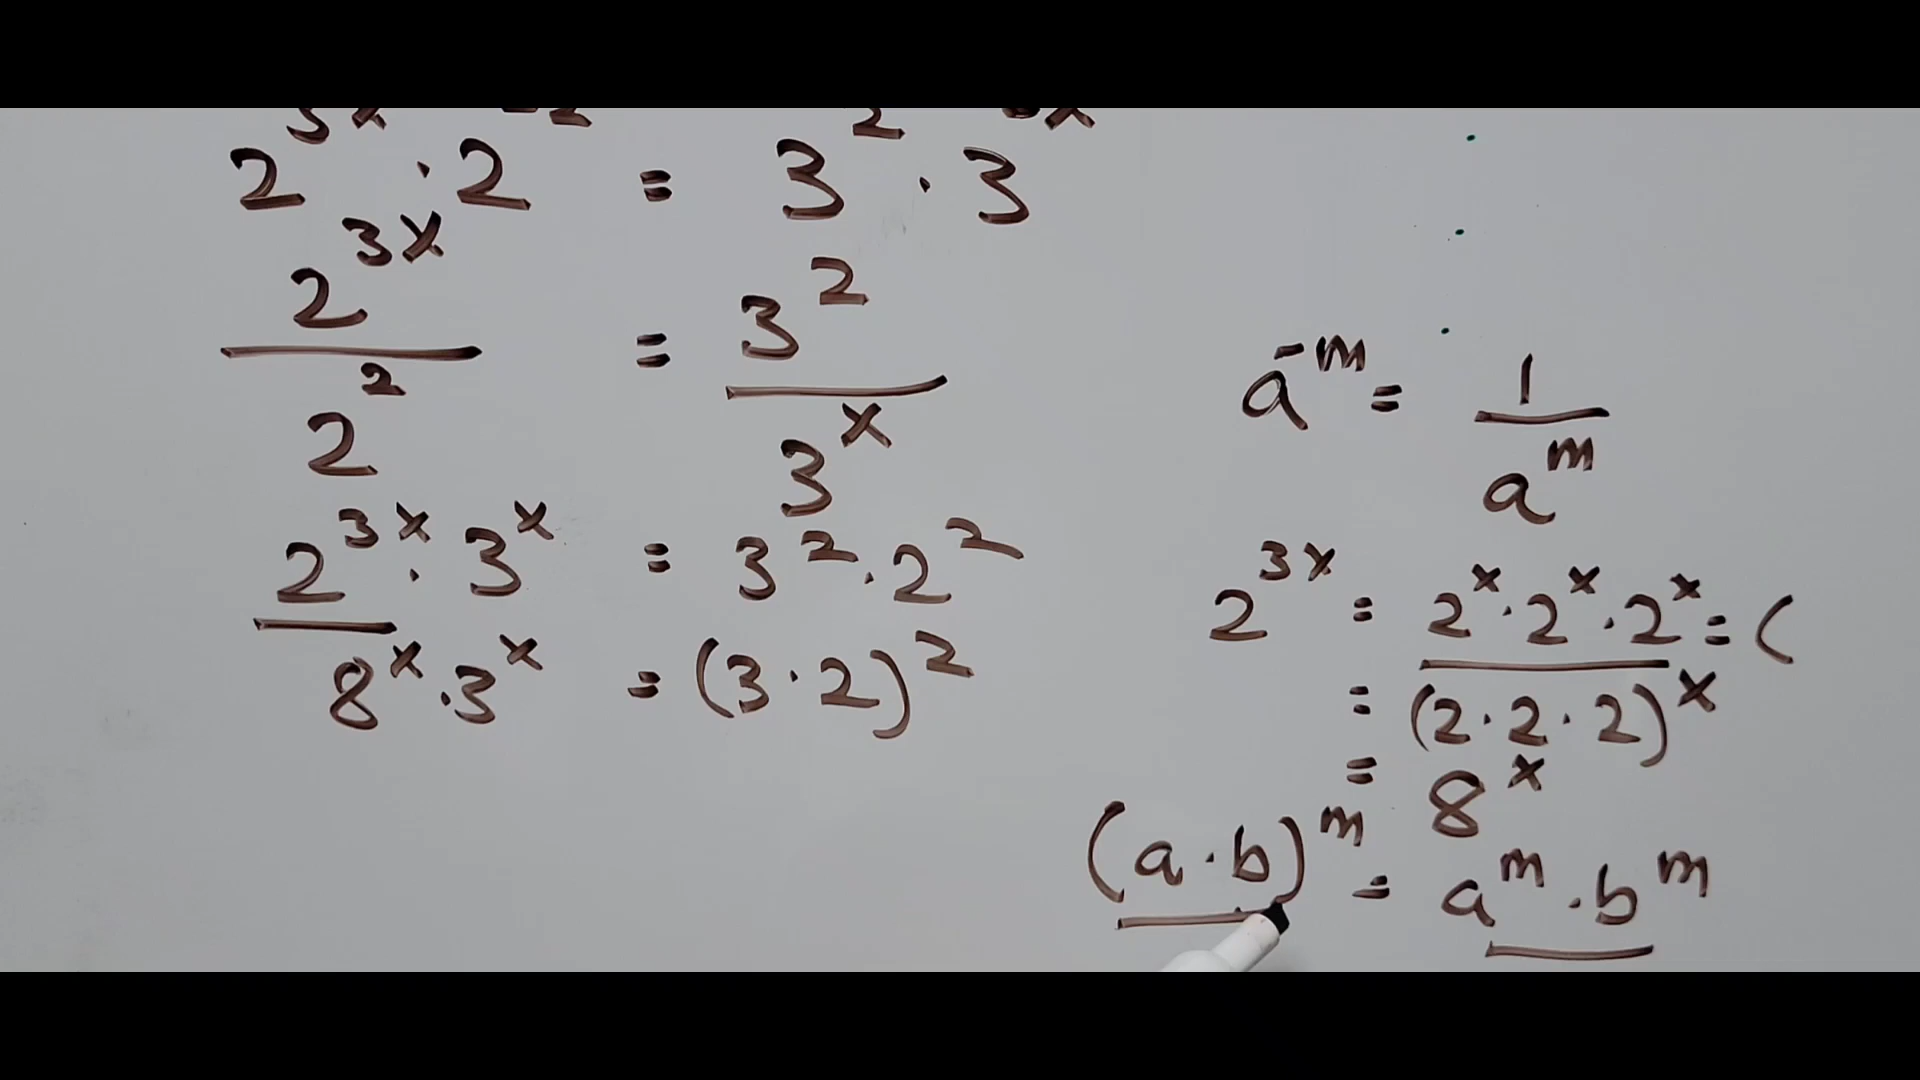 2^{3x} · 2^{-2} = 3^2 · 3^{-x}
2^{3x} / 2^2 = 3^2 / 3^x
2^{3x} · 3^x = 3^2 · 2^2
8^x · 3^x = (3 · 2)^2
a^{-m} = 1 / a^m
2^{3x} = 2^x · 2^x · 2^x = (
= (2 · 2 · 2)^x
= 8^x
(a · b)^m = a^m · b^m